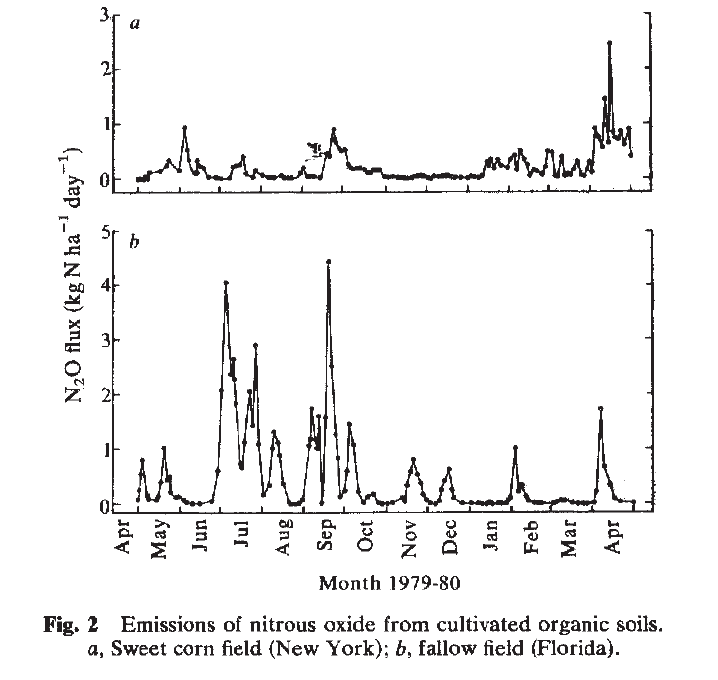 3
a
2
1
0
N₂O flux (kg N ha⁻¹ day⁻¹)
5
b
4
3
2
1
0
Apr
May
Jun
Jul
Aug
Sep
Oct
Nov
Dec
Jan
Feb
Mar
Apr
Month 1979-80
Fig. 2 Emissions of nitrous oxide from cultivated organic soils.
a, Sweet corn field (New York); b, fallow field (Florida).